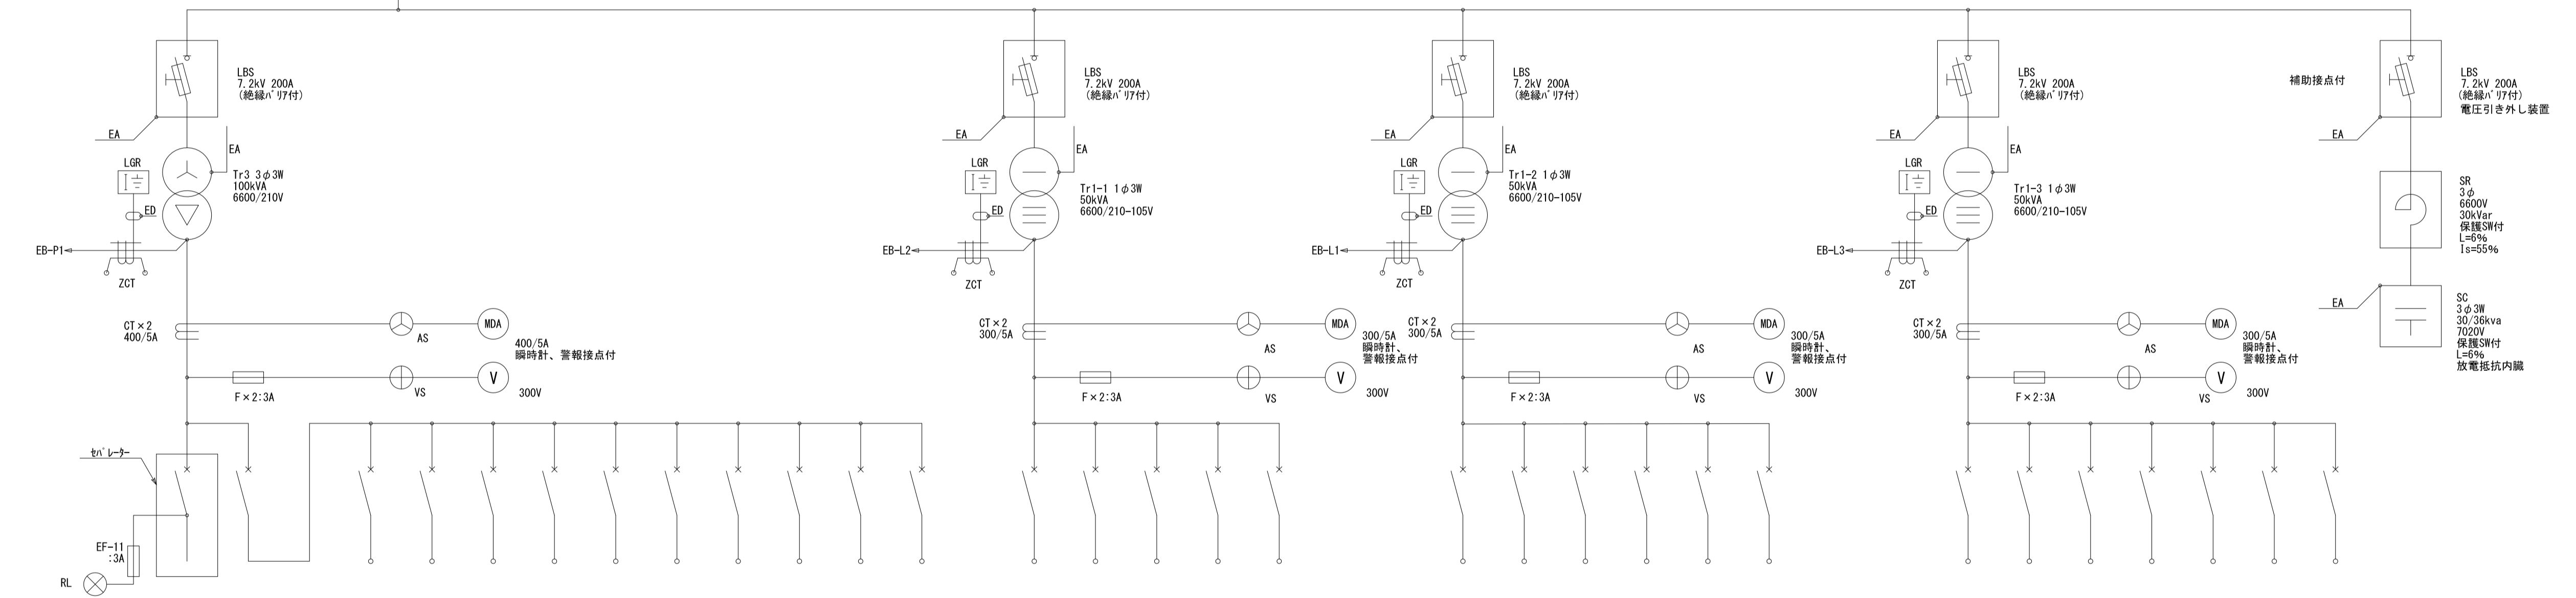 LBS
7.2kV 200A
(絶縁ﾊﾞﾘｱ付)
EA
EA
LGR
Tr3 3φ3W
100kVA
6600/210V
ED
EB-P1
ZCT
CT×2
400/5A
AS
MDA
400/5A
瞬時計、警報接点付
F×2:3A
VS
V
300V
ｾﾊﾟﾚｰﾀｰ
EF-11
:3A
RL
LBS
7.2kV 200A
(絶縁ﾊﾞﾘｱ付)
EA
EA
LGR
Tr1-1 1φ3W
50kVA
6600/210-105V
ED
EB-L2
ZCT
CT×2
300/5A
AS
MDA
300/5A
瞬時計、
警報接点付
F×2:3A
VS
V
300V
LBS
7.2kV 200A
(絶縁ﾊﾞﾘｱ付)
EA
EA
LGR
Tr1-2 1φ3W
50kVA
6600/210-105V
ED
EB-L1
ZCT
CT×2
300/5A
AS
MDA
300/5A
瞬時計、
警報接点付
F×2:3A
VS
V
300V
LBS
7.2kV 200A
(絶縁ﾊﾞﾘｱ付)
EA
EA
LGR
Tr1-3 1φ3W
50kVA
6600/210-105V
ED
EB-L3
ZCT
CT×2
300/5A
AS
MDA
300/5A
瞬時計、
警報接点付
F×2:3A
VS
V
300V
補助接点付
LBS
7.2kV 200A
(絶縁ﾊﾞﾘｱ付)
電圧引き外し装置
EA
SR
3φ
6600V
30kVar
保護SW付
L=6%
Is=55%
EA
SC
3φ3W
30/36kva
7020V
保護SW付
L=6%
放電抵抗内臓